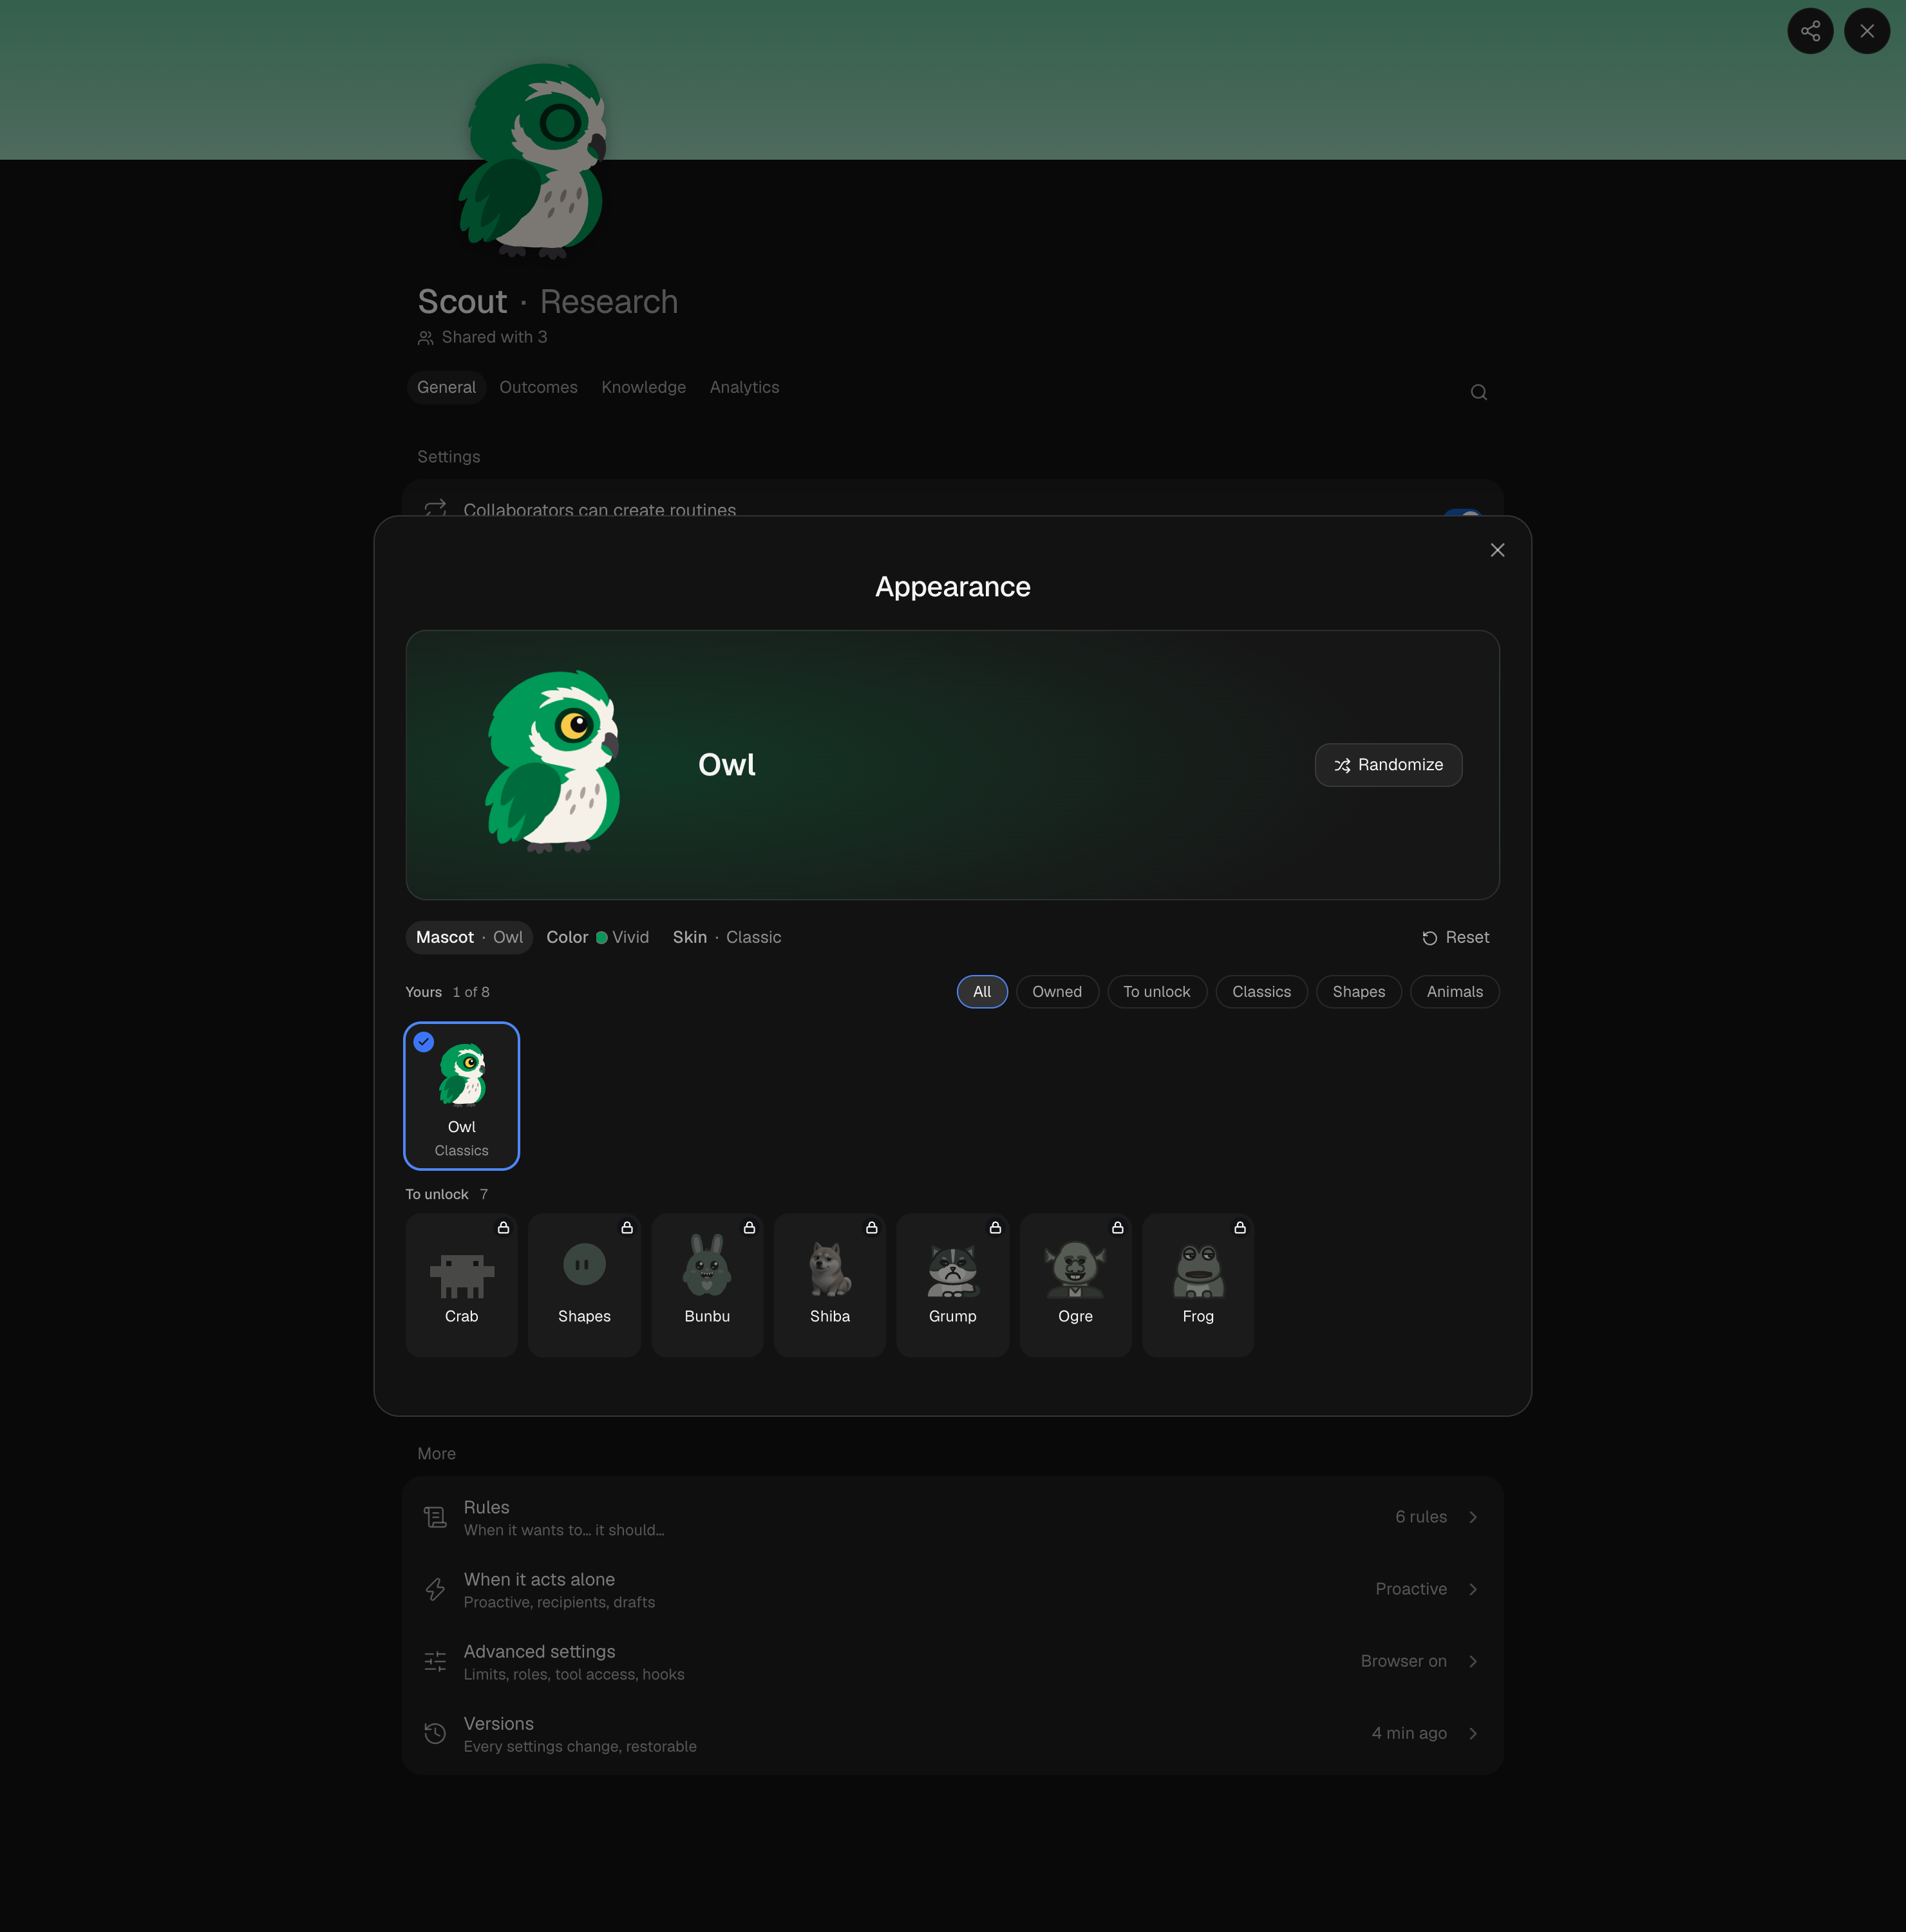 Scout · Research
Shared with 3
General Outcomes Knowledge Analytics
Settings
Collaborators can create routines
Appearance
Owl
Randomize
Mascot · Owl Color Vivid Skin · Classic Reset
Yours 1 of 8 All Owned To unlock Classics Shapes Animals
Owl
Classics
To unlock 7
Crab Shapes Bunbu Shiba Grump Ogre Frog
More
Rules
When it wants to... it should...
6 rules
When it acts alone
Proactive, recipients, drafts
Proactive
Advanced settings
Limits, roles, tool access, hooks
Browser on
Versions
Every settings change, restorable
4 min ago